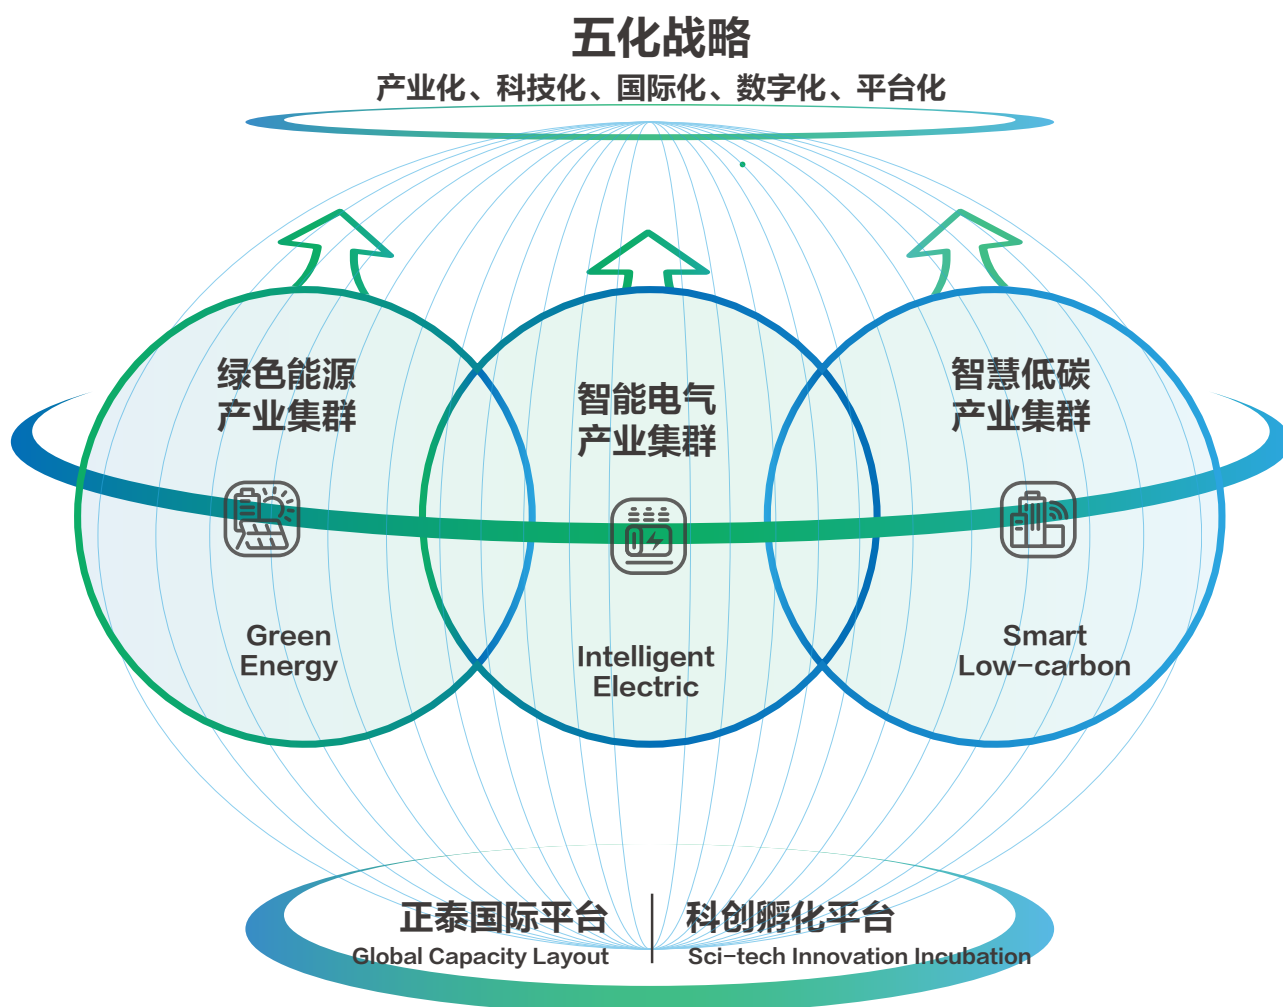 五化战略
产业化、科技化、国际化、数字化、平台化
绿色能源
产业集群
Green
Energy
智能电气
产业集群
Intelligent
Electric
智慧低碳
产业集群
Smart
Low-carbon
正泰国际平台
Global Capacity Layout
科创孵化平台
Sci-tech Innovation Incubation